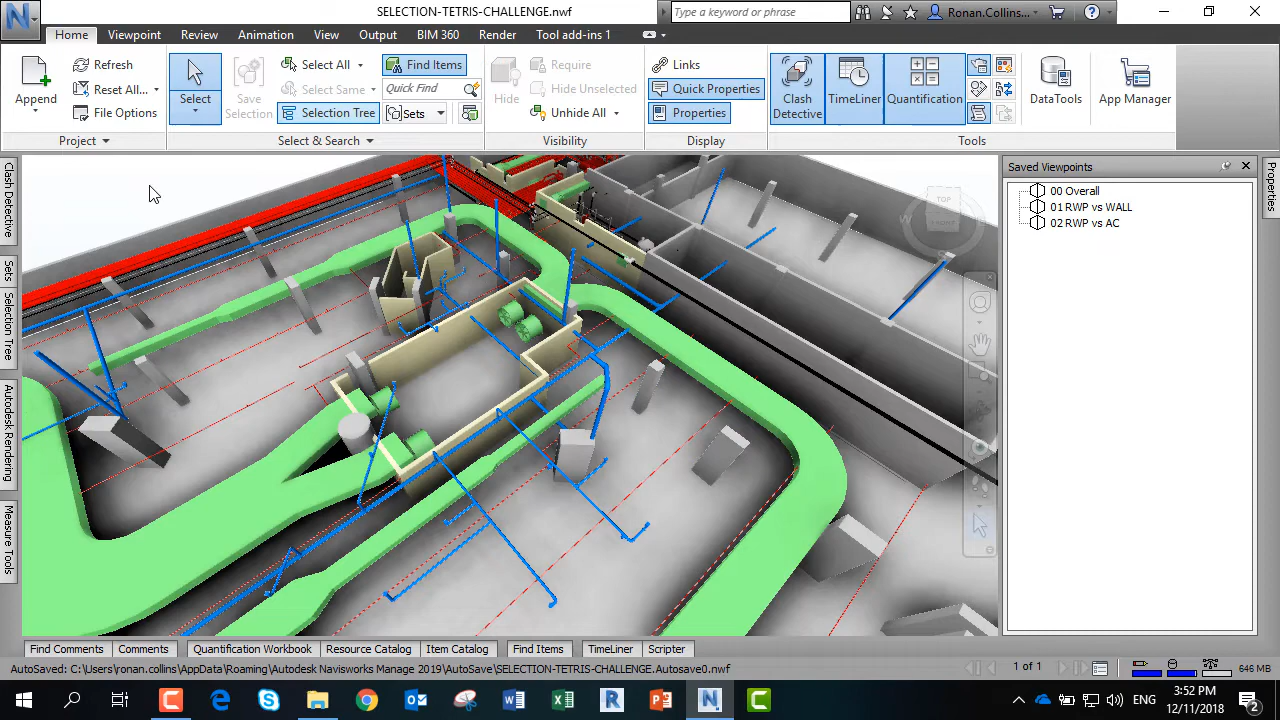 SELECTION-TETRIS-CHALLENGE.nwf
Type a keyword or phrase
Ronan.Collins...
Home
Viewpoint
Review
Animation
View
Output
BIM 360
Render
Tool add-ins 1
Append
Refresh
Reset All...
File Options
Project
Select
Save Selection
Select All
Select Same
Selection Tree
Find Items
Quick Find
Sets
Select & Search
Hide
Require
Hide Unselected
Unhide All
Visibility
Links
Quick Properties
Properties
Display
Clash Detective
TimeLiner
Quantification
DataTools
App Manager
Tools
Clash Detective
Sets
Selection Tree
Autodesk Rendering
Measure Tools
TOP
FRONT
W
Saved Viewpoints
00 Overall
01 RWP vs WALL
02 RWP vs AC
Properties
Find Comments
Comments
Quantification Workbook
Resource Catalog
Item Catalog
Find Items
TimeLiner
Scripter
AutoSaved: C:\Users\ronan.collins\AppData\Roaming\Autodesk Navisworks Manage 2019\AutoSave\SELECTION-TETRIS-CHALLENGE.Autosave0.nwf
1 of 1
646 MB
ENG
3:52 PM
12/11/2018
2